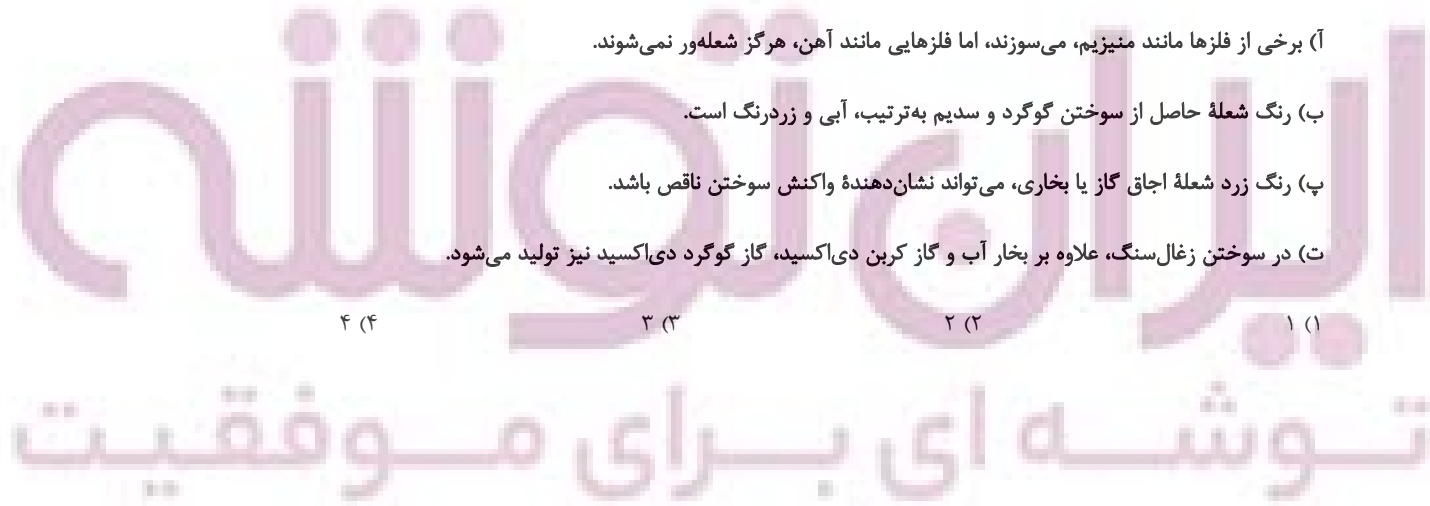 آ) برخی از فلزها مانند منیزیم، می‌سوزند، اما فلزهایی مانند آهن، هرگز شعله‌ور نمی‌شوند.
ب) رنگ شعلهٔ حاصل از سوختن گوگرد و سدیم به‌ترتیب، آبی و زردرنگ است.
پ) رنگ زرد شعلهٔ اجاق گاز یا بخاری، می‌تواند نشان‌دهندهٔ واکنش سوختن ناقص باشد.
ت) در سوختن زغال‌سنگ، علاوه بر بخار آب و گاز کربن دی‌اکسید، گاز گوگرد دی‌اکسید نیز تولید می‌شود.
۱) ۱ ۲) ۲ ۳) ۳ ۴) ۴
ایران توشه
توشه ای برای موفقیت